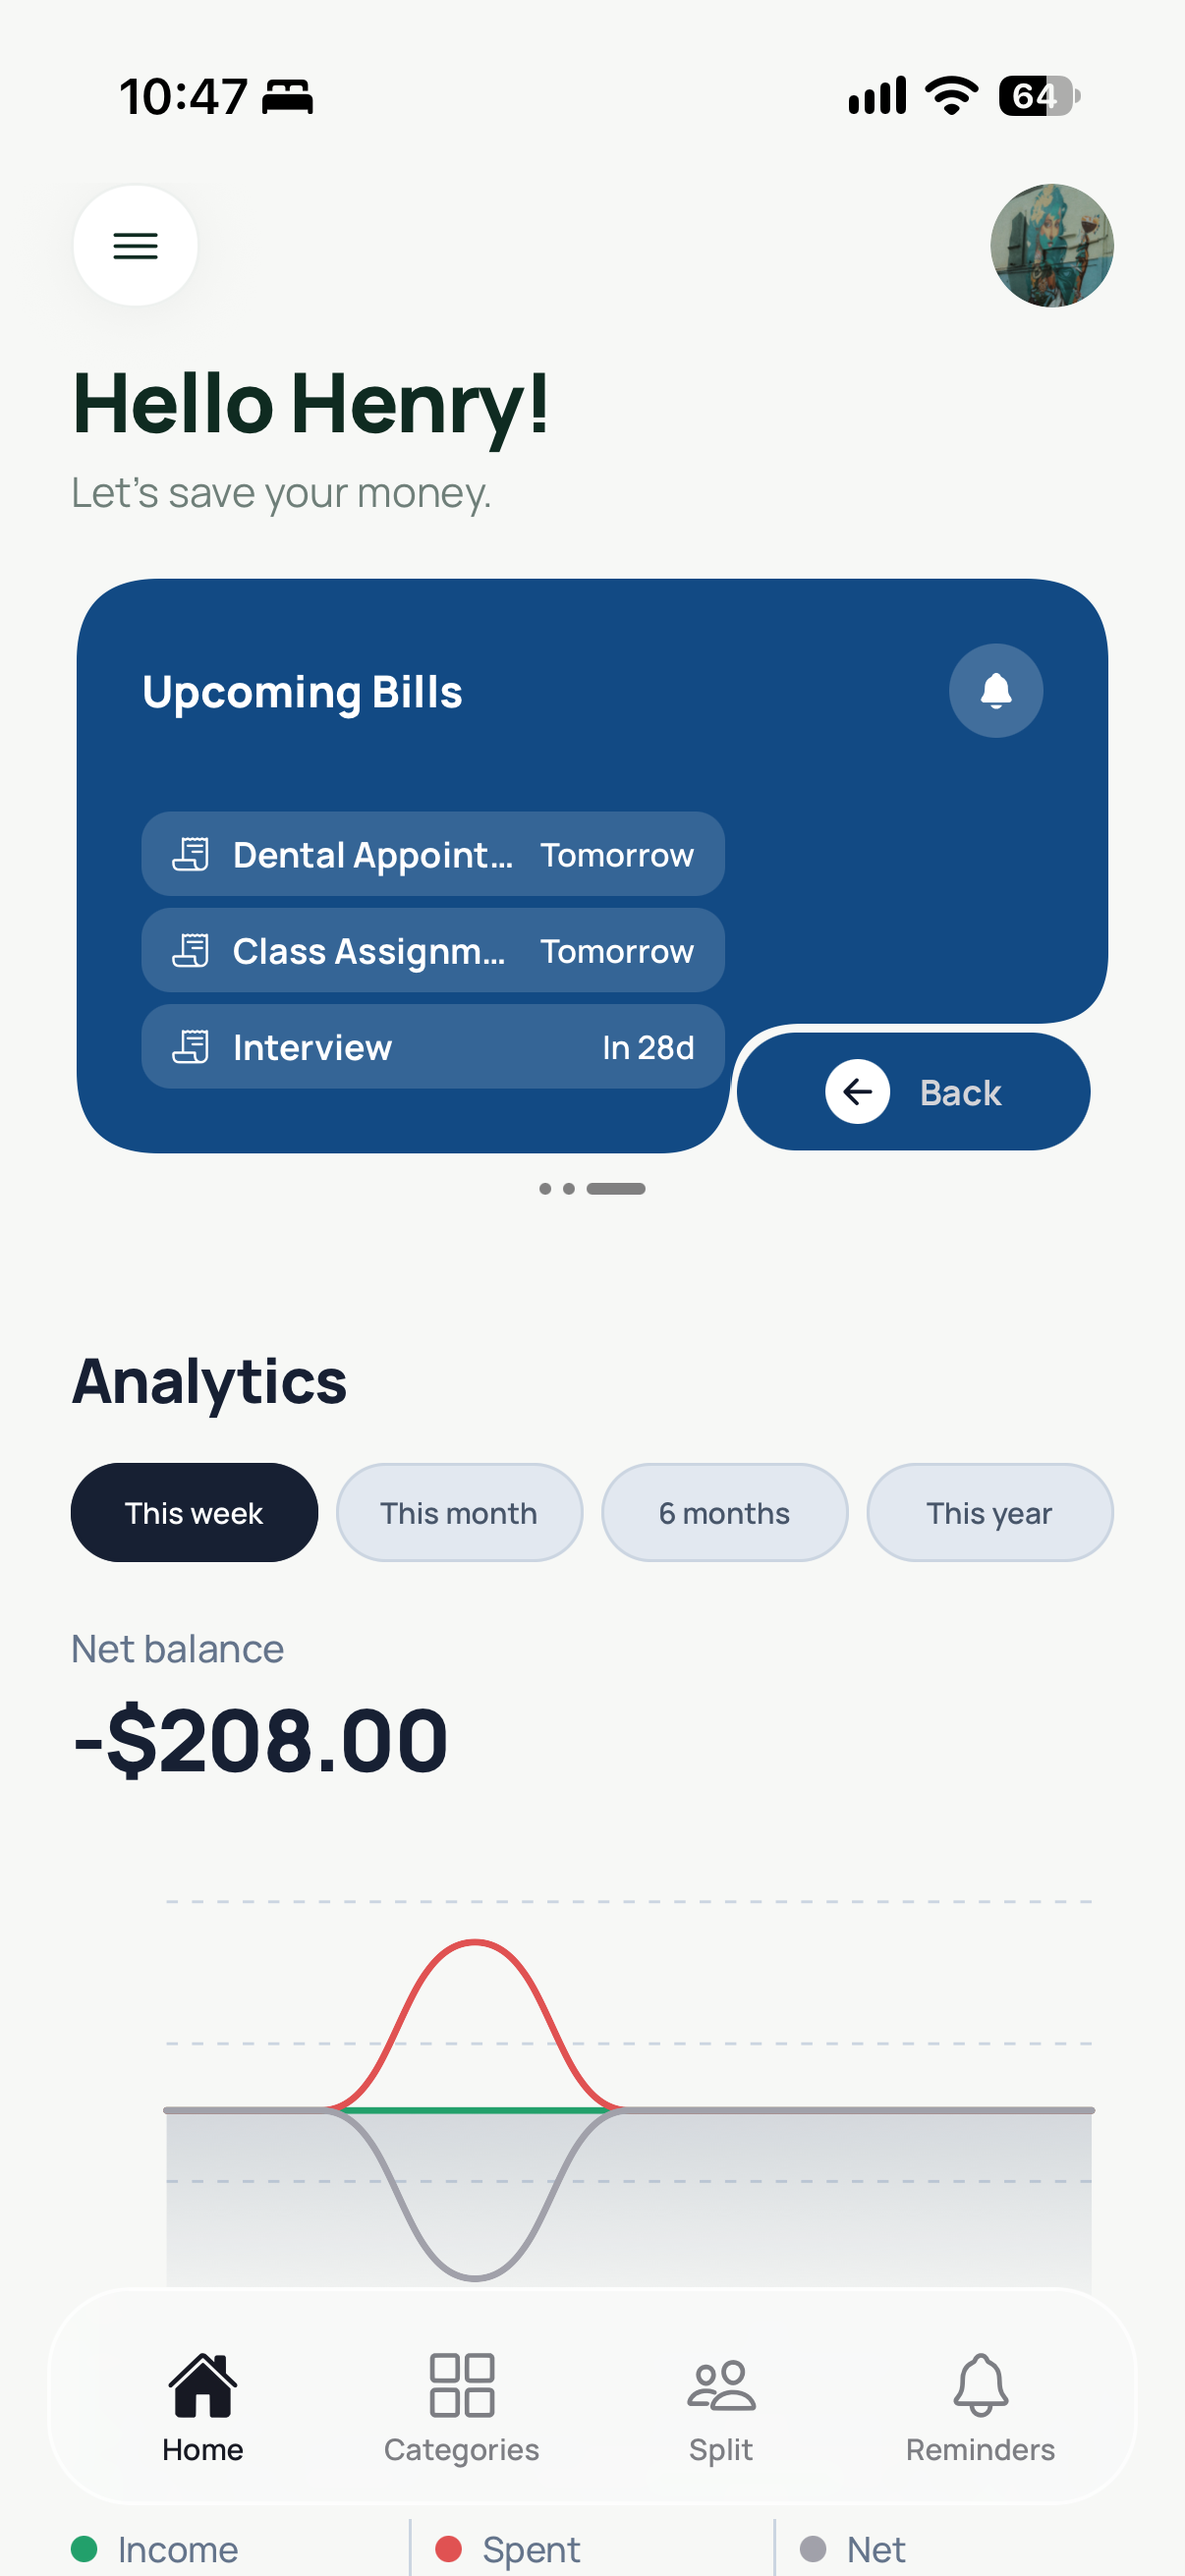 10:47
64
Hello Henry!
Let's save your money.
Upcoming Bills
Dental Appoint... Tomorrow
Class Assignm... Tomorrow
Interview In 28d
Back
Analytics
This week This month 6 months This year
Net balance
-$208.00
Home Categories Split Reminders
Income Spent Net